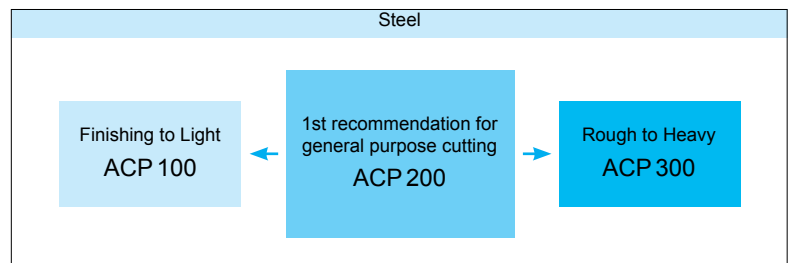 Steel
Finishing to Light
ACP 100
1st recommendation for
general purpose cutting
ACP 200
Rough to Heavy
ACP 300